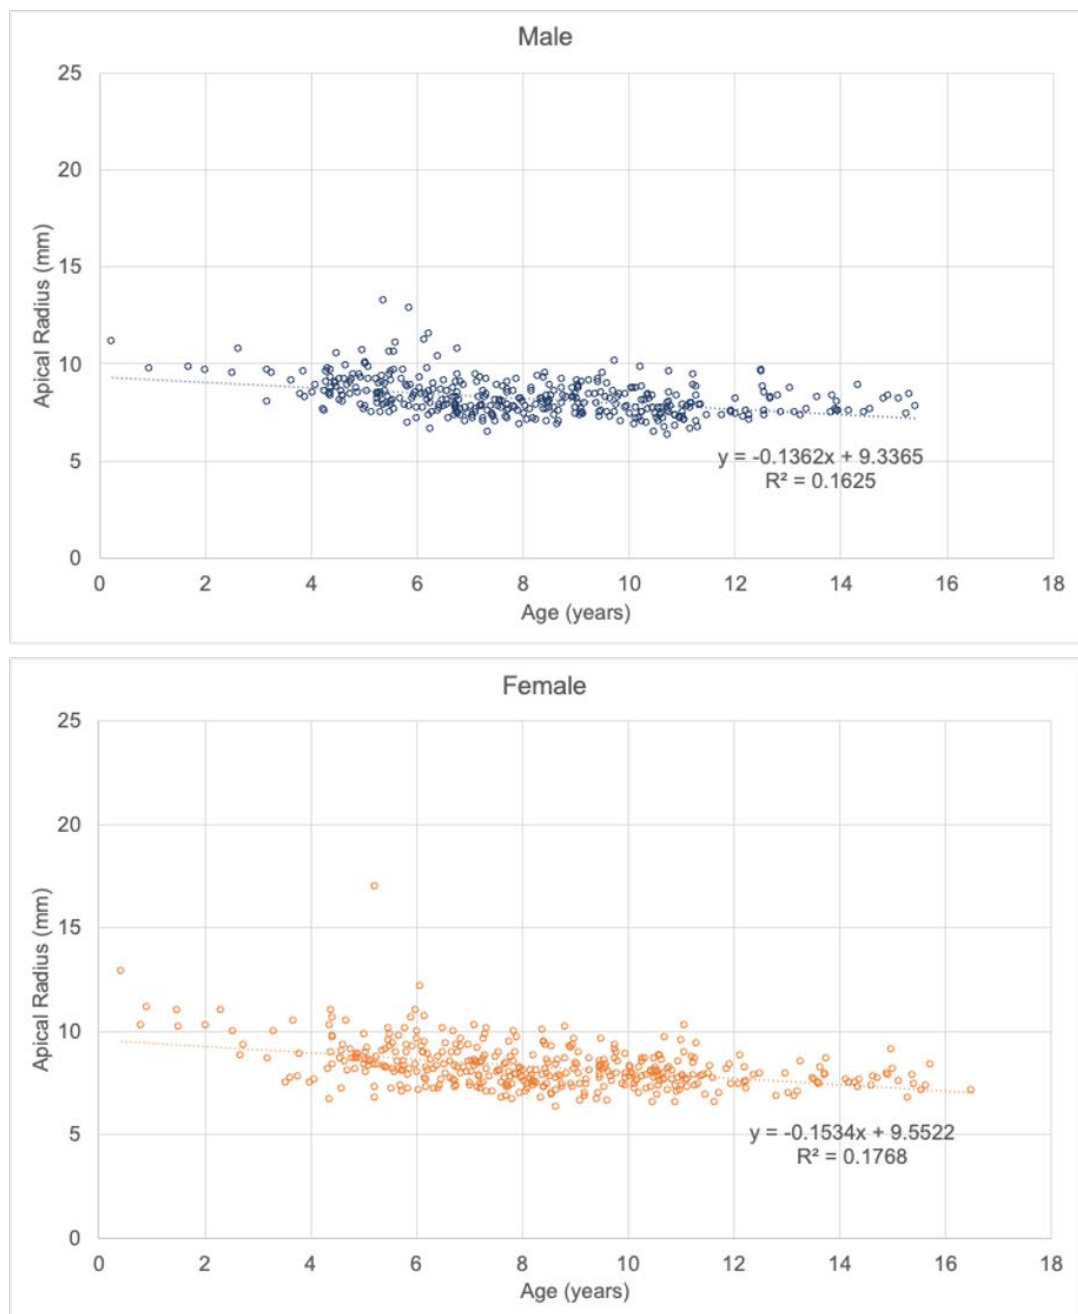 Male
25
20
15
10
5
0
Apical Radius (mm)
y = -0.1362x + 9.3365
R² = 0.1625
0 2 4 6 8 10 12 14 16 18
Age (years)
Female
25
20
15
10
5
0
Apical Radius (mm)
y = -0.1534x + 9.5522
R² = 0.1768
0 2 4 6 8 10 12 14 16 18
Age (years)